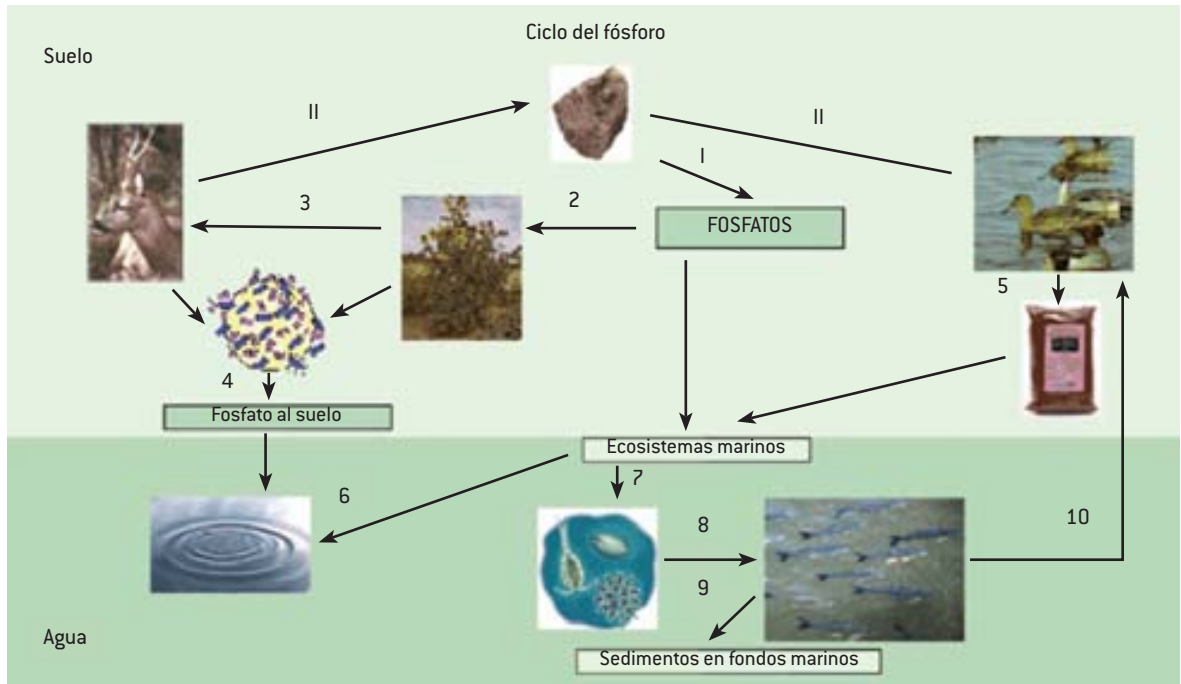 Ciclo del fósforo
Suelo
II
II
I
3
2
FOSFATOS
5
4
Fosfato al suelo
Ecosistemas marinos
7
6
8
10
9
Agua
Sedimentos en fondos marinos